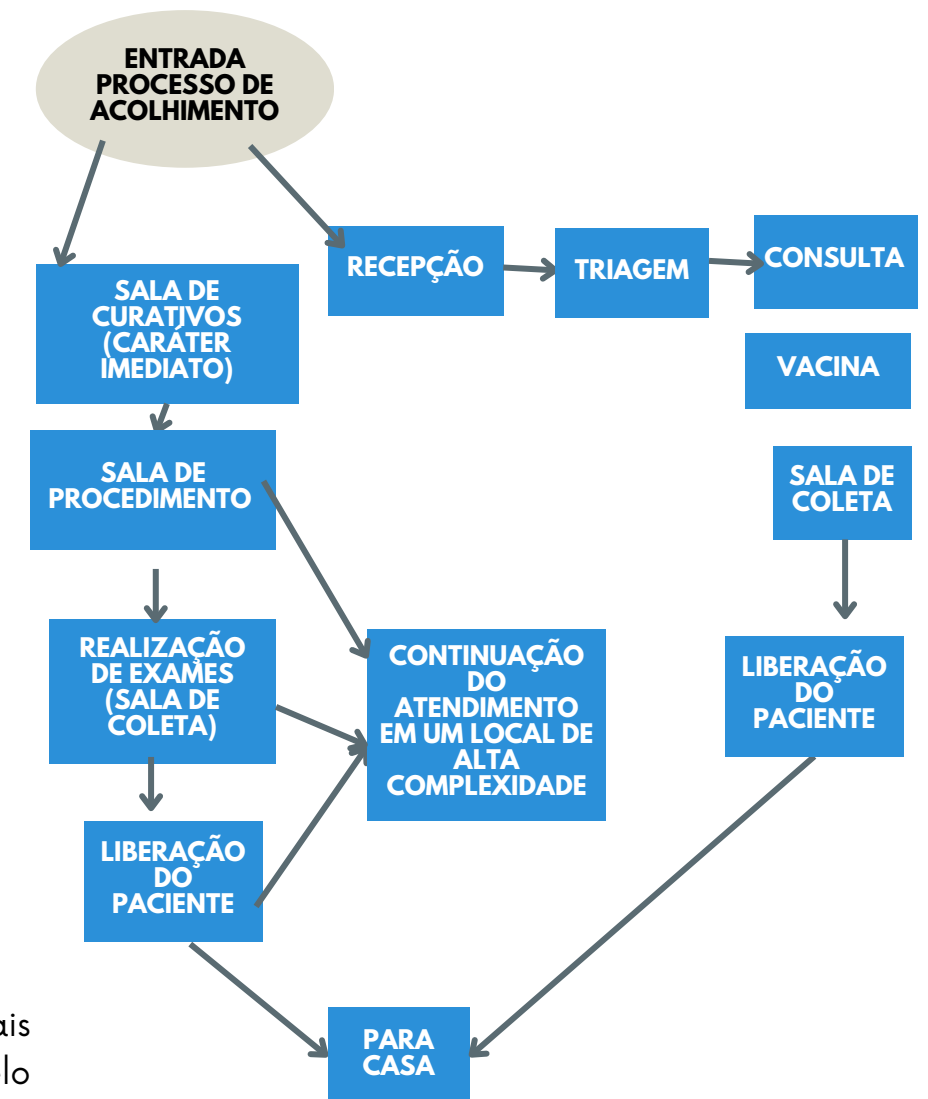 ENTRADA
PROCESSO DE
ACOLHIMENTO
RECEPÇÃO
TRIAGEM
CONSULTA
SALA DE
CURATIVOS
(CARÁTER
IMEDIATO)
VACINA
SALA DE
PROCEDIMENTO
SALA DE
COLETA
REALIZAÇÃO
DE EXAMES
(SALA DE
COLETA)
CONTINUAÇÃO
DO
ATENDIMENTO
EM UM LOCAL DE
ALTA
COMPLEXIDADE
LIBERAÇÃO
DO
PACIENTE
LIBERAÇÃO
DO
PACIENTE
PARA
CASA